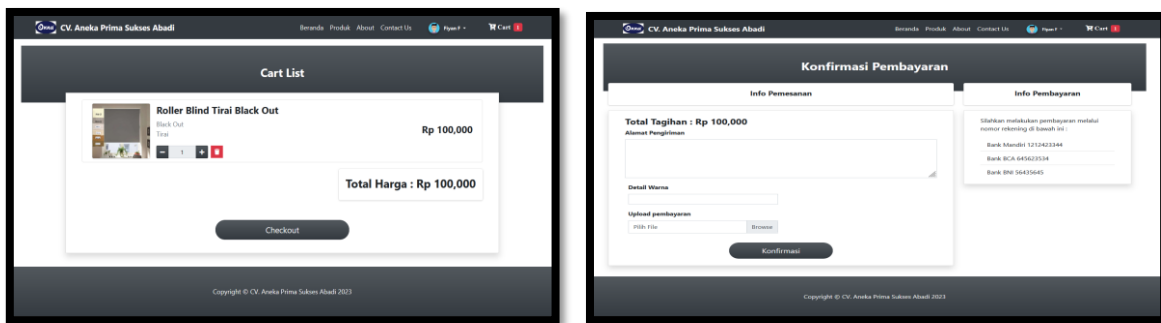 CV. Aneka Prima Sukses Abadi
Beranda Produk About Contact Us
Cart 1
Cart List
Roller Blind Tirai Black Out
Black Out
Tirai
Rp 100,000
1
Total Harga : Rp 100,000
Checkout
Copyright © CV. Aneka Prima Sukses Abadi 2023
CV. Aneka Prima Sukses Abadi
Beranda Produk About Contact Us
Cart
Konfirmasi Pembayaran
Info Pemesanan
Total Tagihan : Rp 100,000
Alamat Pengiriman
Detail Warna
Upload pembayaran
Pilih File Browse
Konfirmasi
Info Pembayaran
Silahkan melakukan pembayaran melalui
nomor rekening di bawah ini :
Bank Mandiri 1212423344
Bank BCA 645623534
Bank BNI 56435645
Copyright © CV. Aneka Prima Sukses Abadi 2023